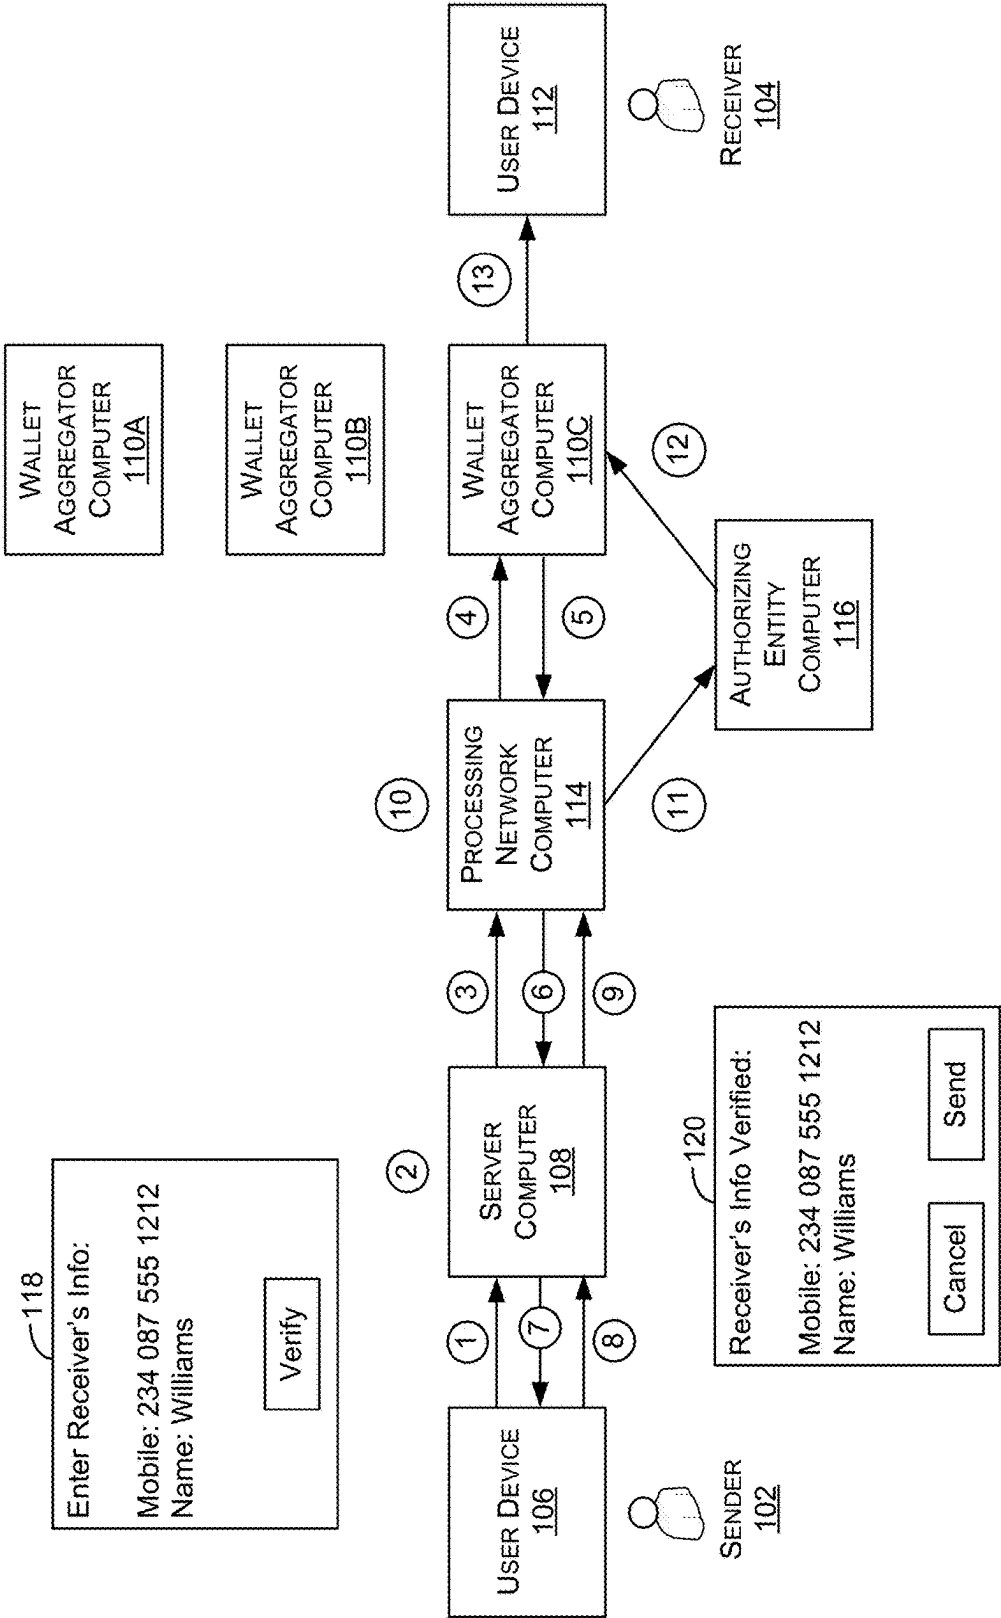 118
Enter Receiver's Info:
Mobile: 234 087 555 1212
Name: Williams
Verify
WALLET
AGGREGATOR
COMPUTER
110A
WALLET
AGGREGATOR
COMPUTER
110B
USER DEVICE
106
SENDER
102
1
7
8
2
SERVER
COMPUTER
108
3
6
9
10
PROCESSING
NETWORK
COMPUTER
114
4
5
WALLET
AGGREGATOR
COMPUTER
110C
13
USER DEVICE
112
RECEIVER
104
11
12
AUTHORIZING
ENTITY
COMPUTER
116
120
Receiver's Info Verified:
Mobile: 234 087 555 1212
Name: Williams
Cancel
Send